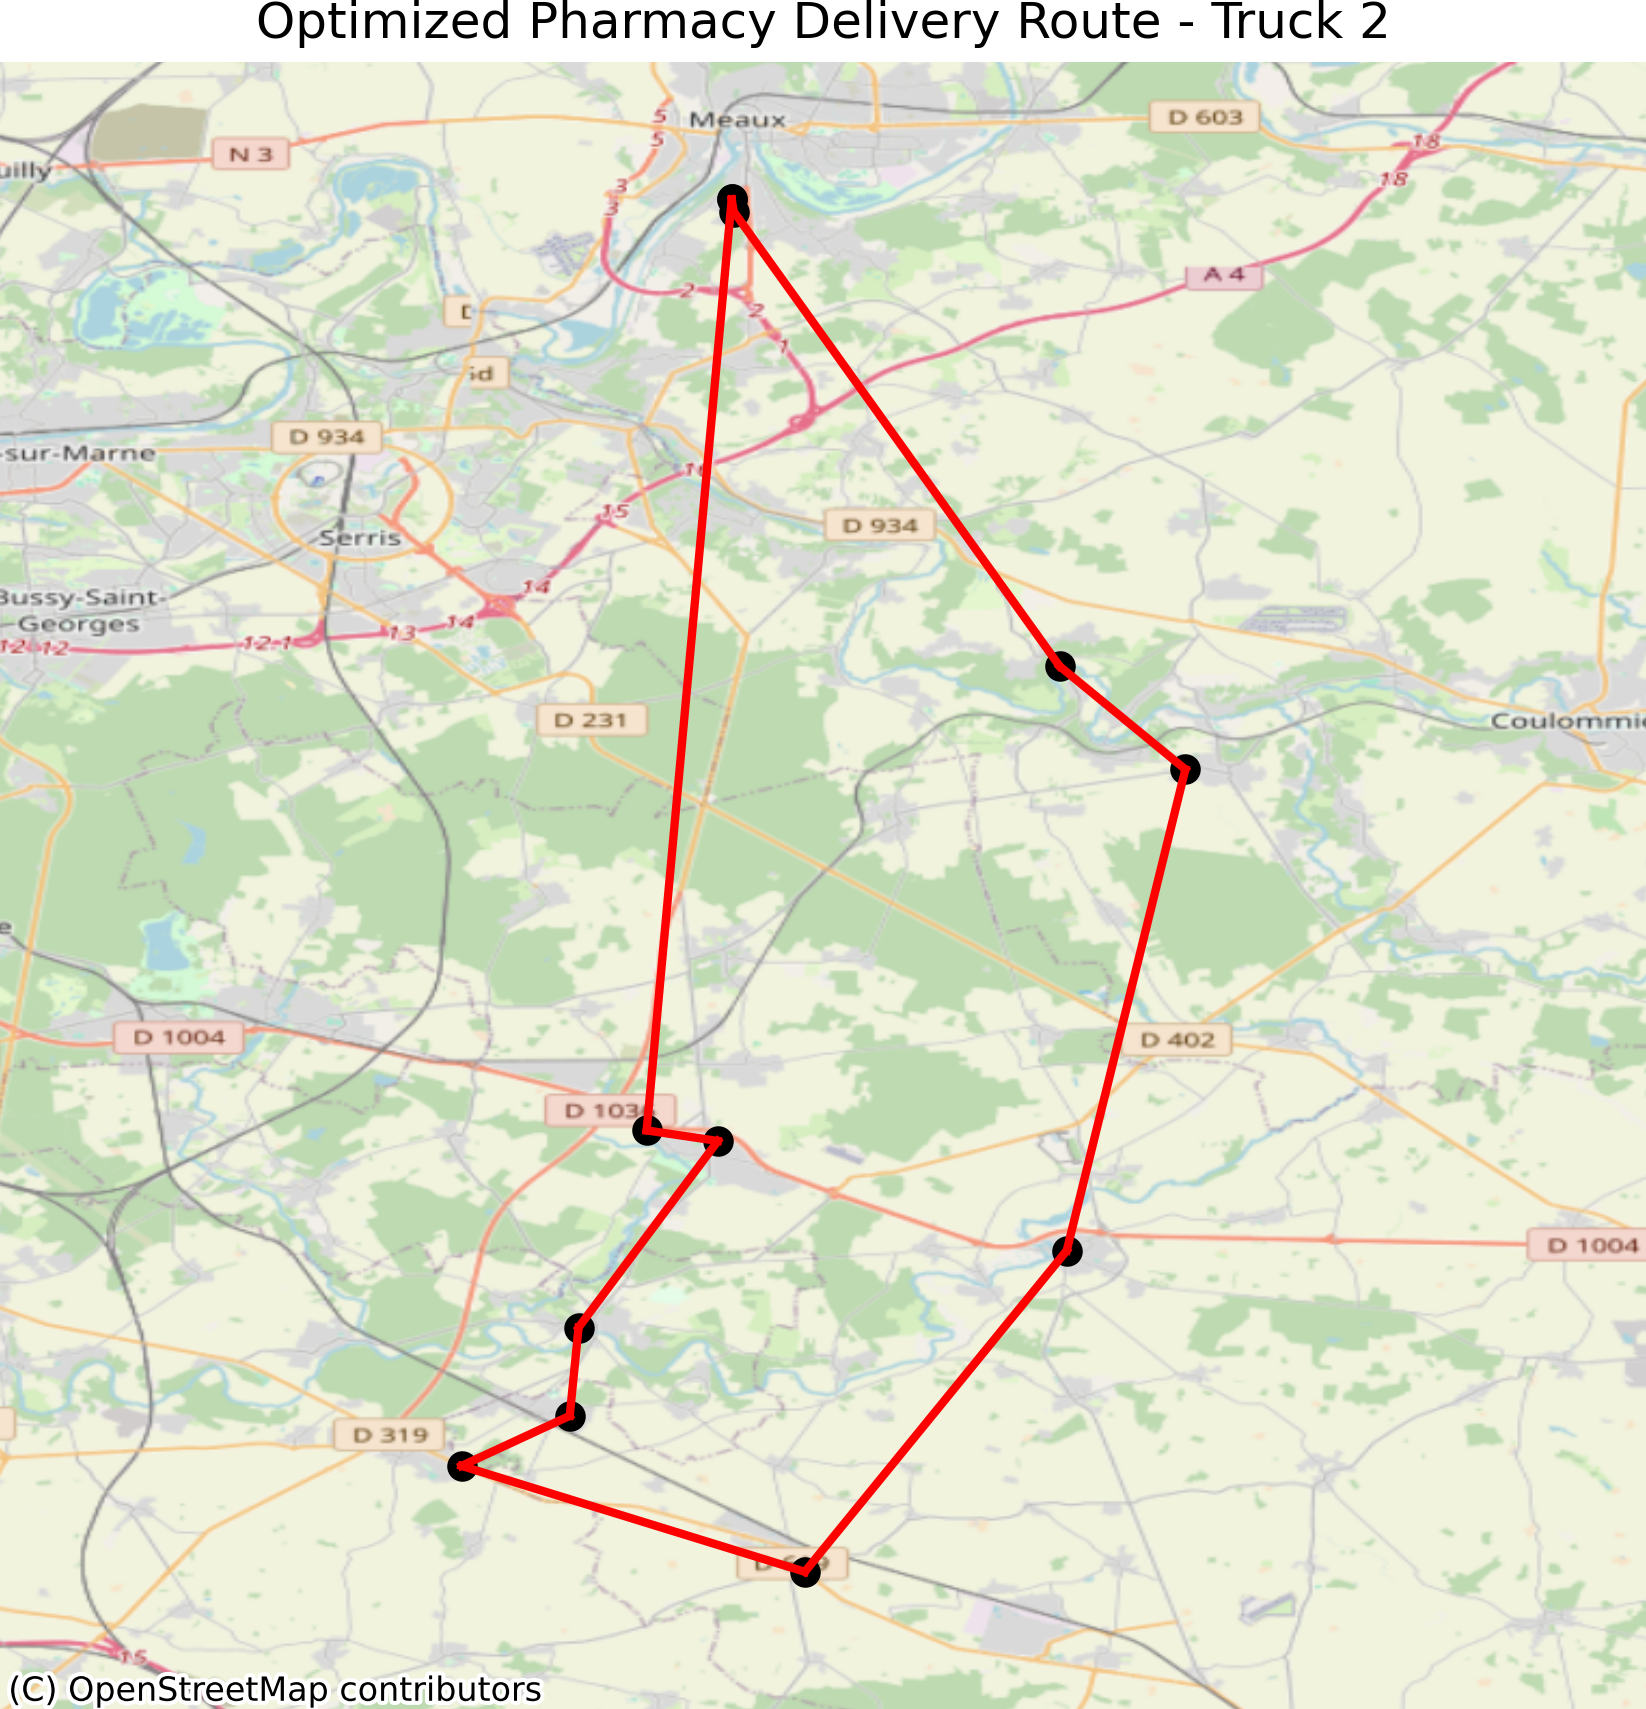 Optimized Pharmacy Delivery Route - Truck 2
5
Meaux
D 603
5
18
N 3
uilly
18
3
3
A 4
2
2
D
1
5d
D 934
-sur-Marne
15
D 934
Serris
14
Bussy-Saint-
Georges
14
13
12-1
12
12
D 231
Coulommie
e
D 1004
D 402
D 103
D 1004
D 319
15
(C) OpenStreetMap contributors